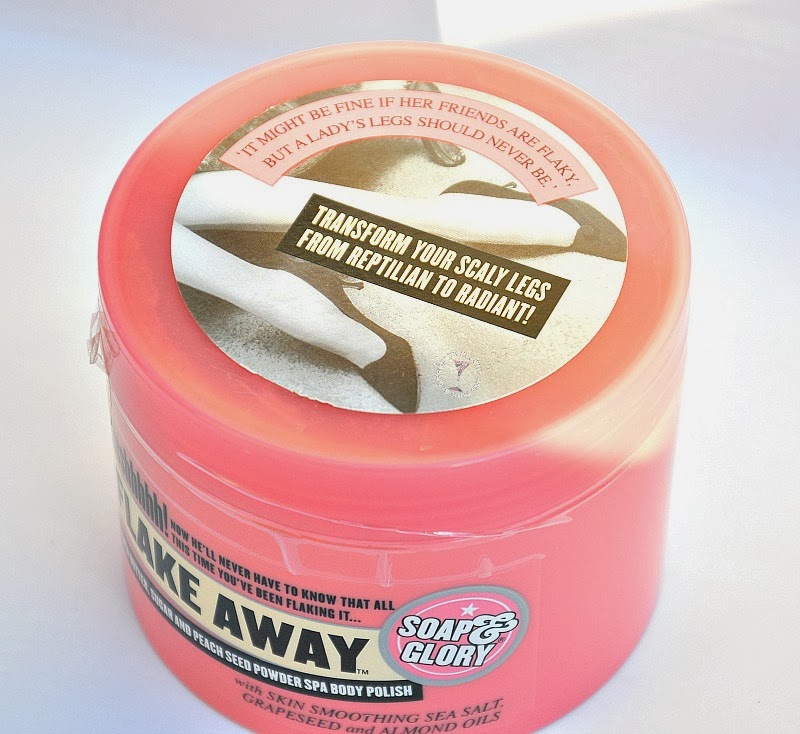 'IT MIGHT BE FINE IF HER FRIENDS ARE FLAKY,
BUT A LADY'S LEGS SHOULD NEVER BE.'
TRANSFORM YOUR SCALY LEGS
FROM REPTILIAN TO RADIANT!
NOW HE'LL NEVER HAVE TO KNOW THAT ALL
THIS TIME YOU'VE BEEN FLAKING IT...
FLAKE AWAY™
SUGAR AND PEACH SEED POWDER SPA BODY POLISH
with SKIN SMOOTHING SEA SALT,
GRAPESEED and ALMOND OILS
SOAP &
GLORY